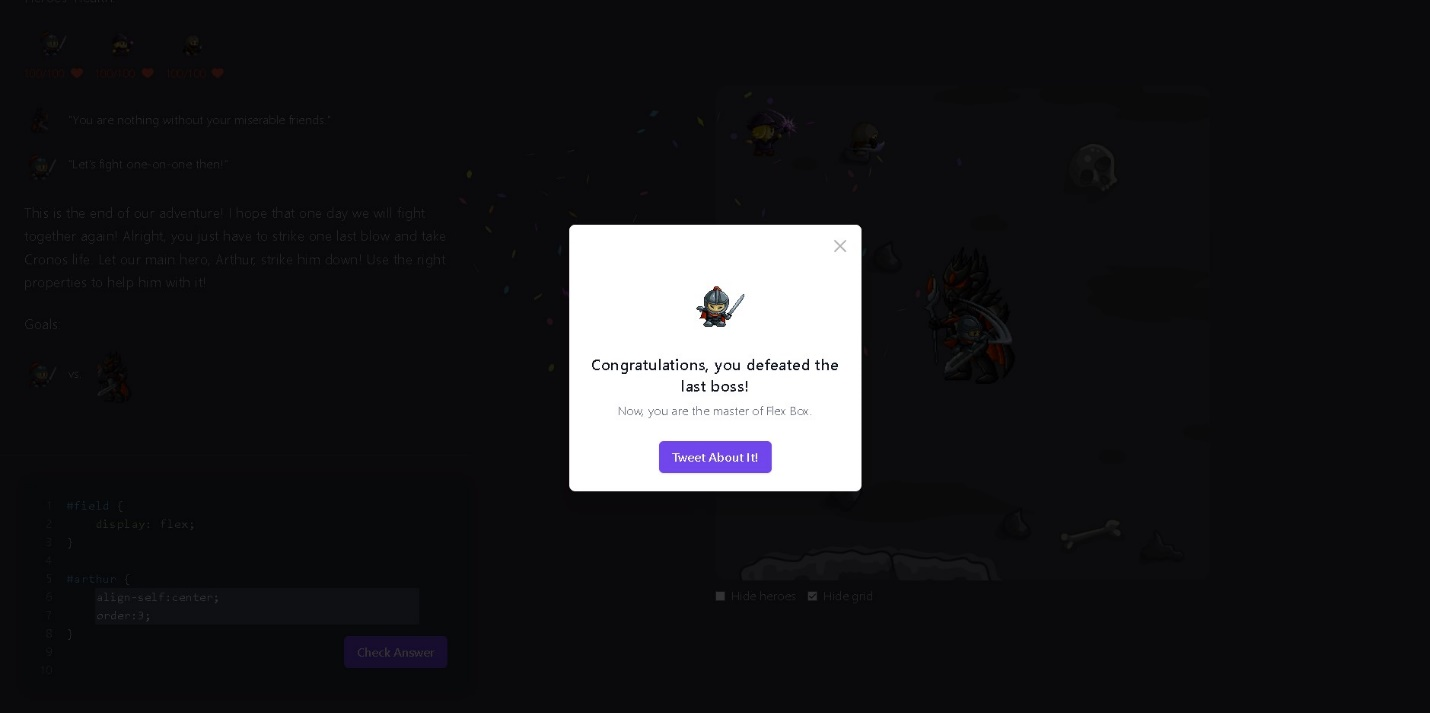 "You are nothing without your miserable friends."
"Let's fight one-on-one then!"
This is the end of our adventure! I hope that one day we will fight
together again! Alright, you just have to strike one last blow and take
Cronos life. Let our main hero, Arthur, strike him down! Use the right
properties to help him with it!
Goals
vs
1 #field {
2 display: flex;
3 }
4
5 #arthur {
6 align-self:center;
7 order:3;
8 }
9
10
Check Answer
Congratulations, you defeated the
last boss!
Now, you are the master of Flex Box.
Tweet About It!
Hide heroes Hide grid